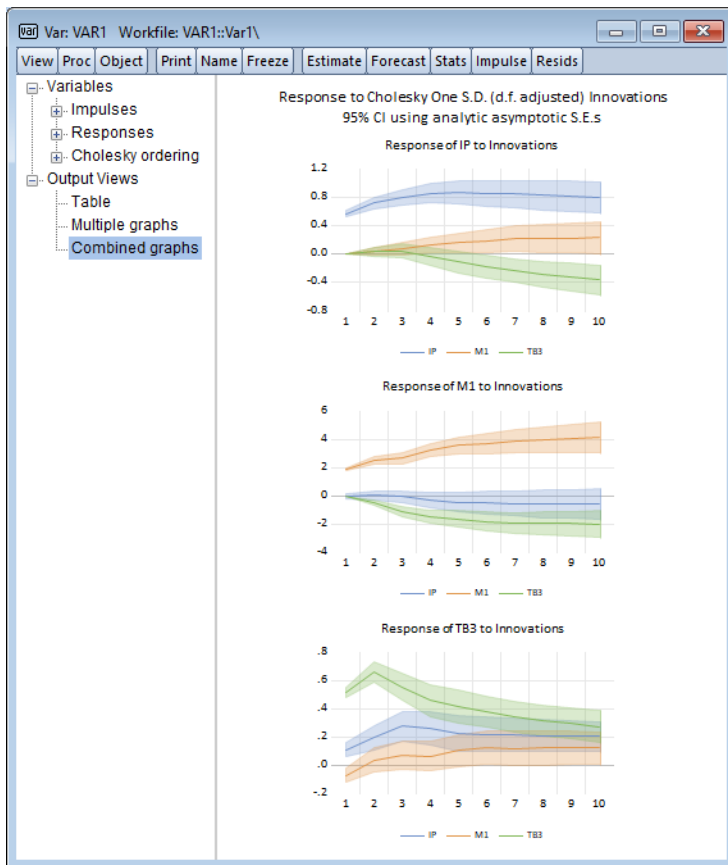 var Var: VAR1 Workfile: VAR1::Var1\
View Proc Object Print Name Freeze Estimate Forecast Stats Impulse Resids
Variables
Impulses
Responses
Cholesky ordering
Output Views
Table
Multiple graphs
Combined graphs
Response to Cholesky One S.D. (d.f. adjusted) Innovations
95% CI using analytic asymptotic S.E.s
Response of IP to Innovations
1.2
0.8
0.4
0.0
-0.4
-0.8
1 2 3 4 5 6 7 8 9 10
IP M1 TB3
Response of M1 to Innovations
6
4
2
0
-2
-4
1 2 3 4 5 6 7 8 9 10
IP M1 TB3
Response of TB3 to Innovations
.8
.6
.4
.2
.0
-.2
1 2 3 4 5 6 7 8 9 10
IP M1 TB3